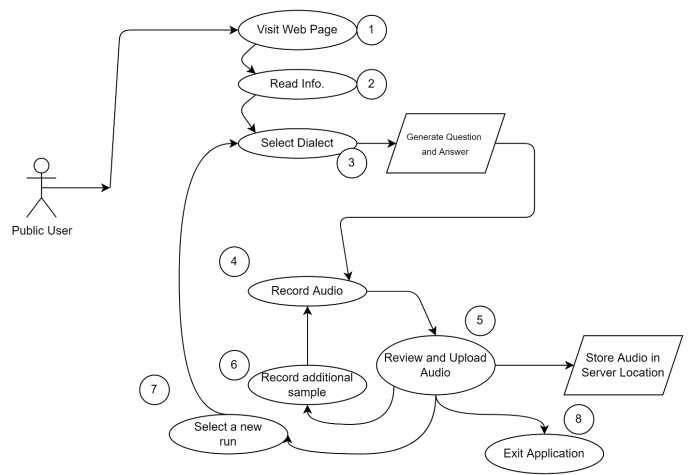 Visit Web Page
1
Read Info.
2
Select Dialect
3
Generate Question
and Answer
Public User
4
Record Audio
5
Review and Upload
Audio
Store Audio in
Server Location
6
Record additional
sample
7
Select a new
run
8
Exit Application